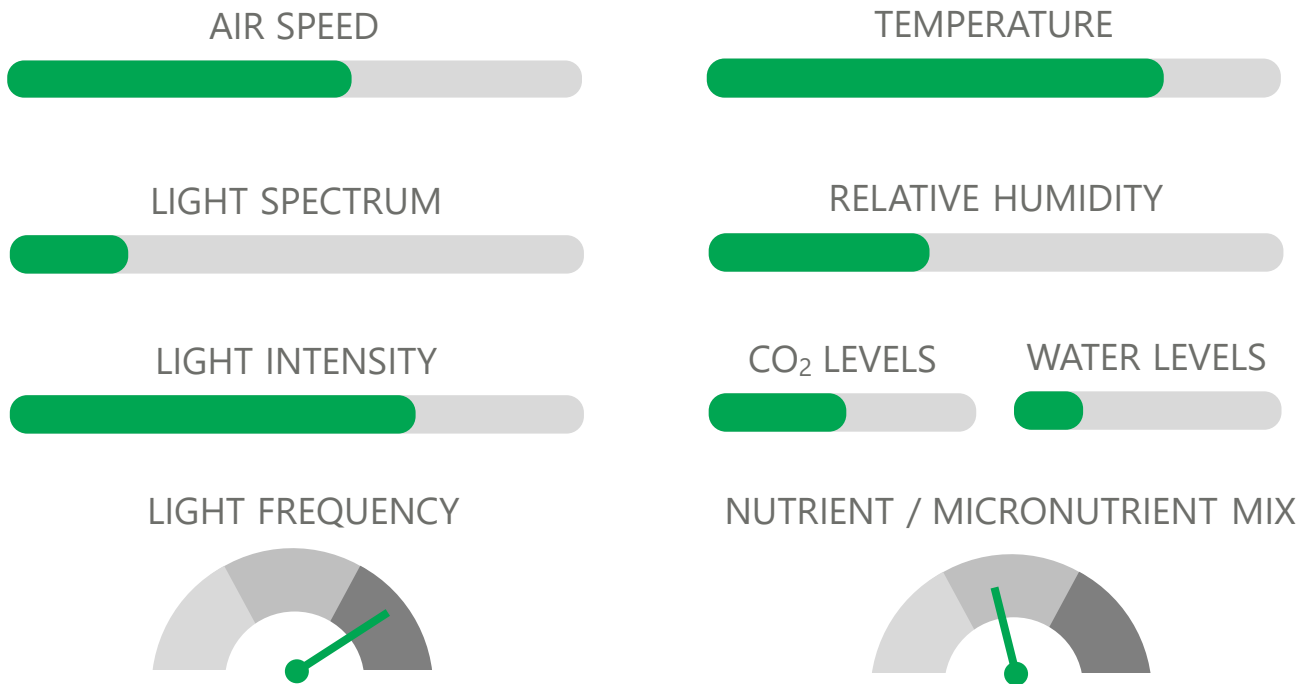 AIR SPEED
TEMPERATURE
LIGHT SPECTRUM
RELATIVE HUMIDITY
LIGHT INTENSITY
CO₂ LEVELS
WATER LEVELS
LIGHT FREQUENCY
NUTRIENT / MICRONUTRIENT MIX